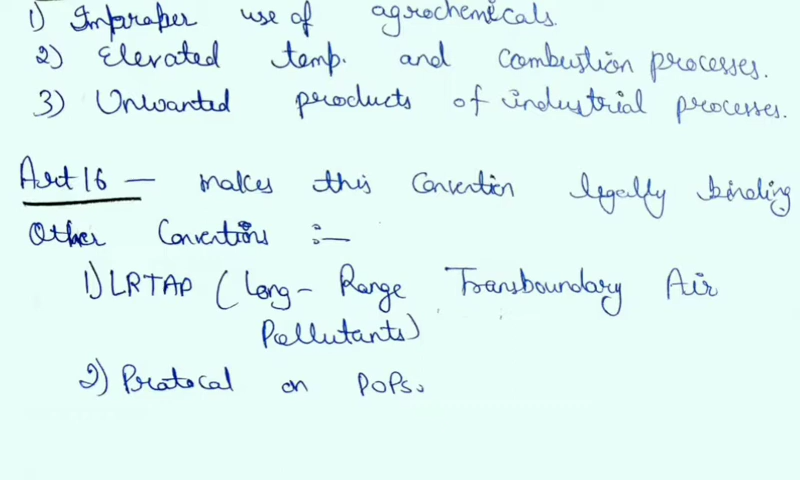 1) Improper use of agrochemicals.
2) Elevated temp. and combustion processes.
3) Unwanted products of industrial processes.
Art 16 — makes this Convention legally binding
Other Conventions :—
1) LRTAP (Long-Range Transboundary Air
Pollutants)
2) Protocal on POPs.